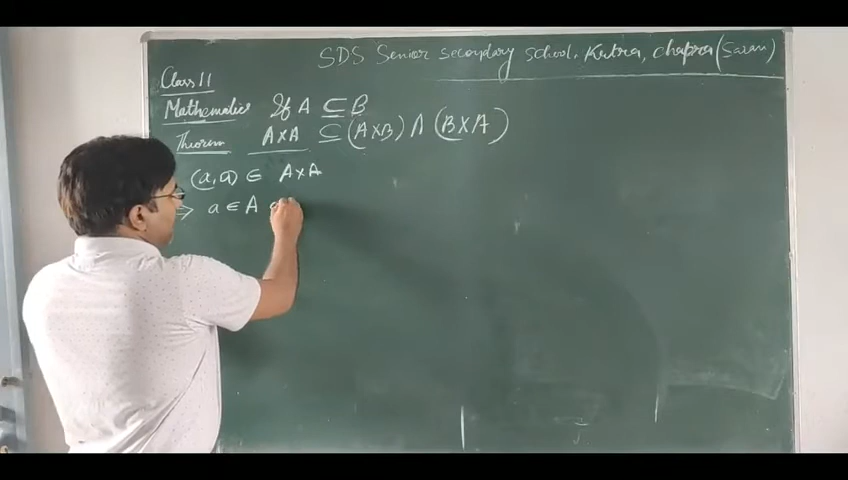 SDS Senior secondary school, Kutra, chapra (Saran)
Class 11
Mathematics If A ⊆ B
Theorem A×A ⊆ (A×B) ∩ (B×A)
(a, a) ∈ A×A
⇒ a ∈ A